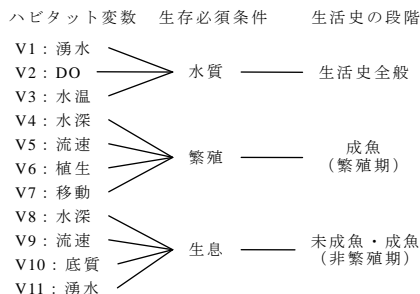 ハビタット変数 生存必須条件 生活史の段階
V1：湧水
V2：DO 水質 生活史全般
V3：水温
V4：水深
V5：流速 成魚
繁殖 （繁殖期）
V6：植生
V7：移動
V8：水深
V9：流速 未成魚・成魚
生息 （非繁殖期）
V10：底質
V11：湧水